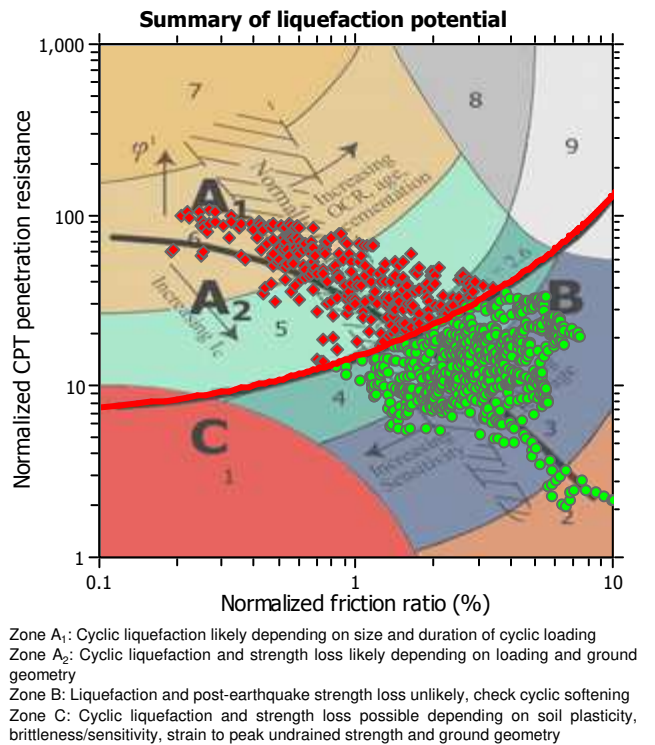 Summary of liquefaction potential
Normalized CPT penetration resistance
1,000
100
10
1
7
8
9
φ'
Increasing
OCR, age,
cementation
A1
6
A2
Increasing Ic
5
2.6
B
4
C
1
3
Increasing
Sensitivity
2
0.1
1
10
Normalized friction ratio (%)
Zone A1: Cyclic liquefaction likely depending on size and duration of cyclic loading
Zone A2: Cyclic liquefaction and strength loss likely depending on loading and ground
geometry
Zone B: Liquefaction and post-earthquake strength loss unlikely, check cyclic softening
Zone C: Cyclic liquefaction and strength loss possible depending on soil plasticity,
brittleness/sensitivity, strain to peak undrained strength and ground geometry